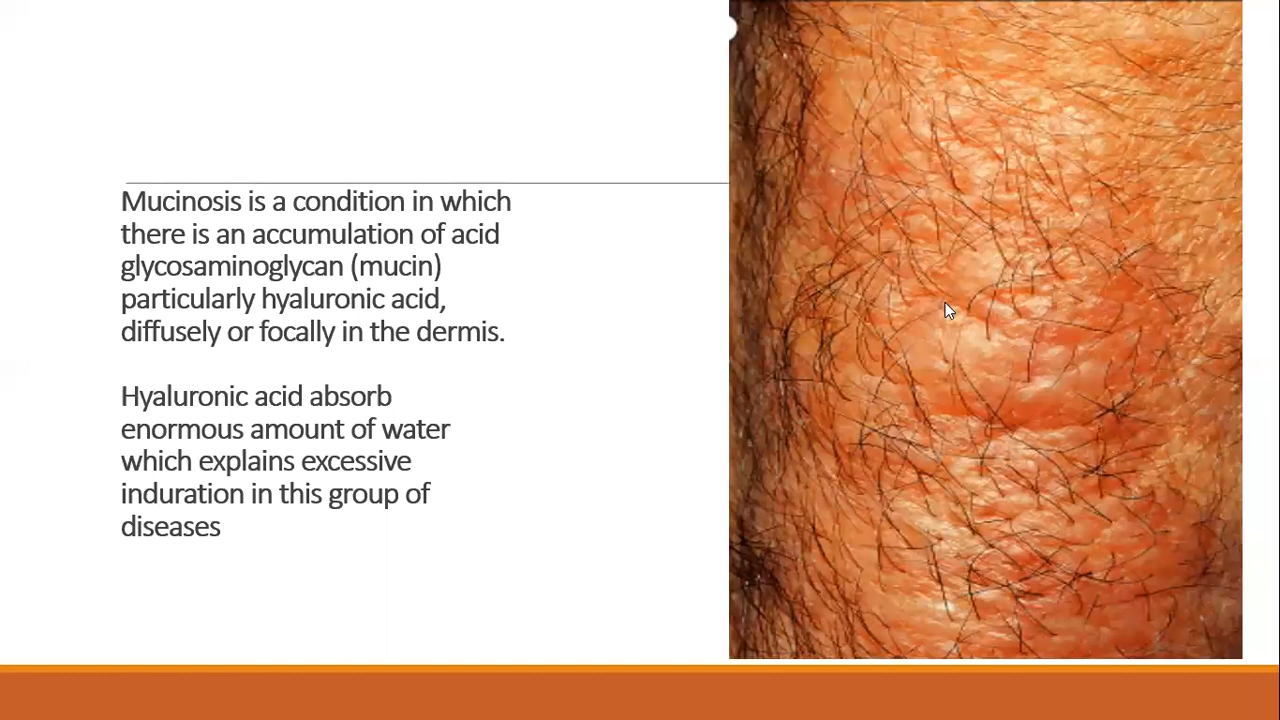 Mucinosis is a condition in which
there is an accumulation of acid
glycosaminoglycan (mucin)
particularly hyaluronic acid,
diffusely or focally in the dermis.
Hyaluronic acid absorb
enormous amount of water
which explains excessive
induration in this group of
diseases